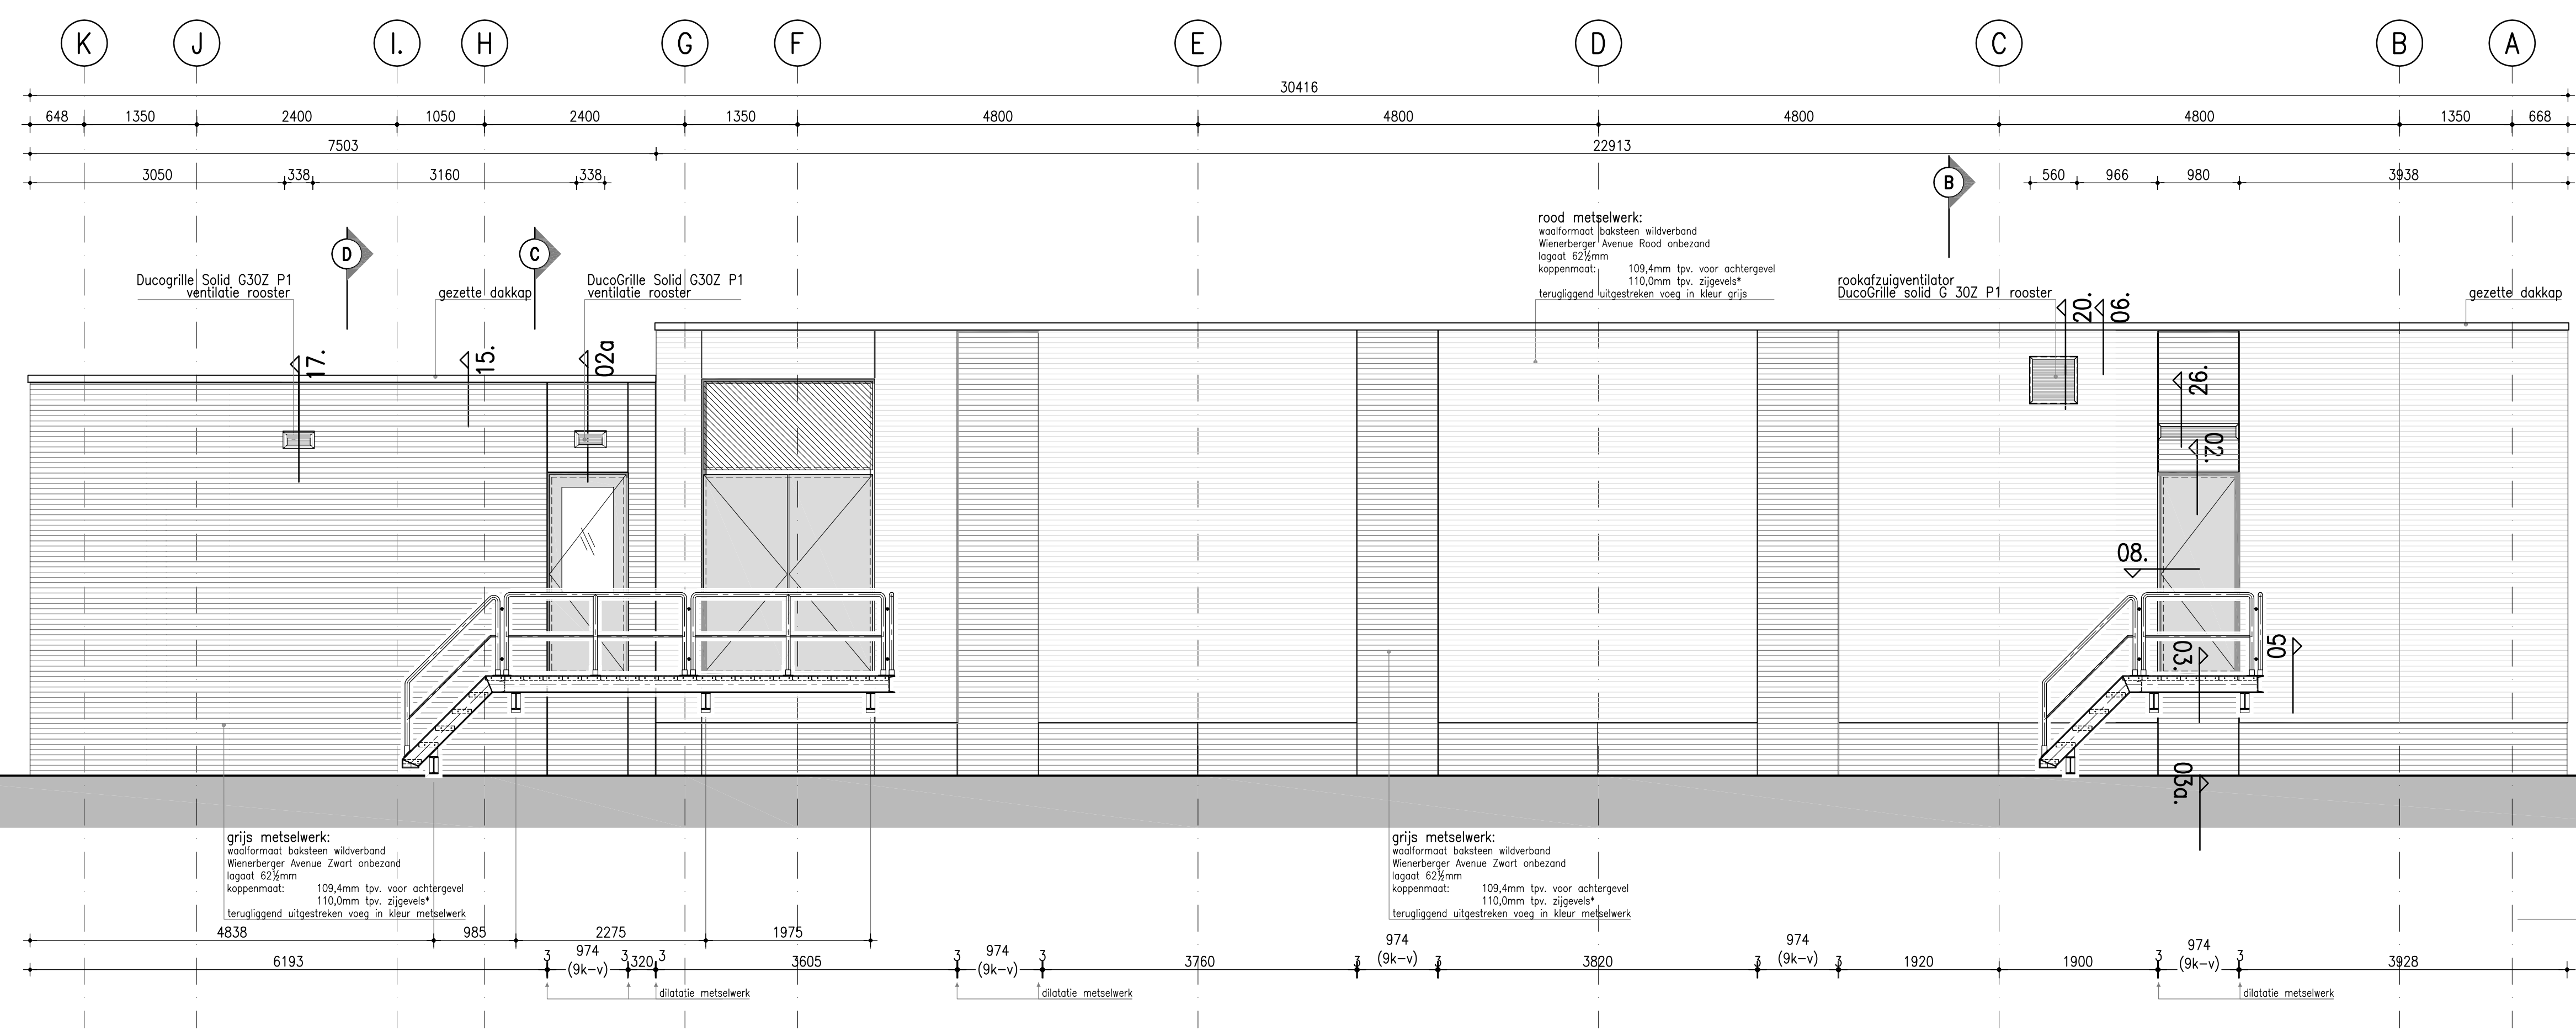 K J I. H G F E D C B A
30416
648 1350 2400 1050 2400 1350 4800 4800 4800 4800 1350 668
7503 22913
3050 338 3160 338 560 966 980 3938
B
D
C
rood metselwerk:
waalformaat baksteen wildverband
Wienerberger Avenue Rood onbezand
lagaat 62½mm
koppenmaat: 109,4mm tpv. voor achtergevel
110,0mm tpv. zijgevels*
terugliggend uitgestreken voeg in kleur grijs
Ducogrille Solid G30Z P1
ventilatie rooster
gezette dakkap
DucoGrille Solid G30Z P1
ventilatie rooster
rookafzuigventilator
DucoGrille solid G 30Z P1 rooster
gezette dakkap
20.
06.
17.
15.
02a
26.
02.
08.
03.
05
03a.
grijs metselwerk:
waalformaat baksteen wildverband
Wienerberger Avenue Zwart onbezand
lagaat 62½mm
koppenmaat: 109,4mm tpv. voor achtergevel
110,0mm tpv. zijgevels*
terugliggend uitgestreken voeg in kleur metselwerk
grijs metselwerk:
waalformaat baksteen wildverband
Wienerberger Avenue Zwart onbezand
lagaat 62½mm
koppenmaat: 109,4mm tpv. voor achtergevel
110,0mm tpv. zijgevels*
terugliggend uitgestreken voeg in kleur metselwerk
4838 985 2275 1975
6193 3 974 (9k-v) 3 320 3 3605 3 974 (9k-v) 3 3760 3 974 (9k-v) 3 3820 3 974 (9k-v) 3 1920 1900 3 974 (9k-v) 3 3928
dilatatie metselwerk
dilatatie metselwerk
dilatatie metselwerk